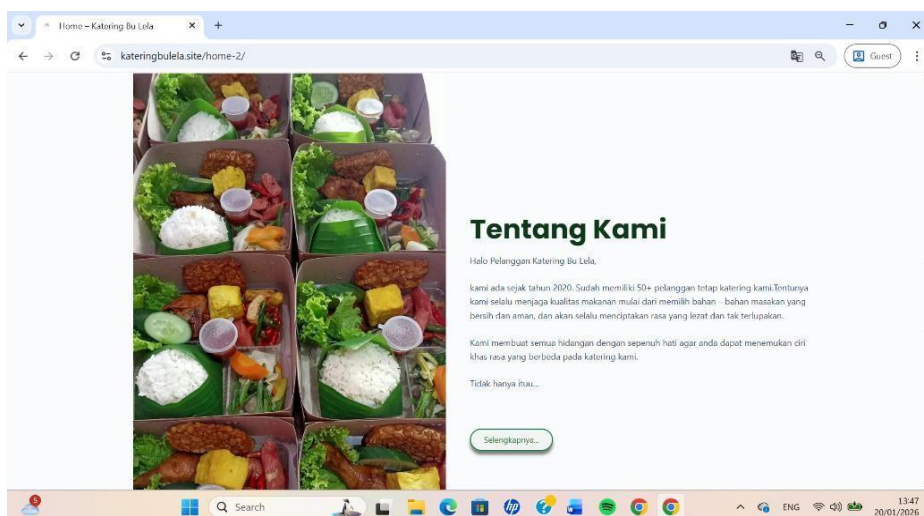 Home – Katering Bu Lela
kateringbulela.site/home-2/
Guest
Tentang Kami
Halo Pelanggan Katering Bu Lela,
kami ada sejak tahun 2020. Sudah memiliki 50+ pelanggan tetap katering kami.Tentunya
kami selalu menjaga kualitas makanan mulai dari memilih bahan – bahan masakan yang
bersih dan aman, dan akan selalu menciptakan rasa yang lezat dan tak terlupakan.
Kami membuat semua hidangan dengan sepenuh hati agar anda dapat menemukan ciri
khas rasa yang berbeda pada katering kami.
Tidak hanya ituu...
Selengkapnya...
6
Search
ENG
13:47
20/01/2026